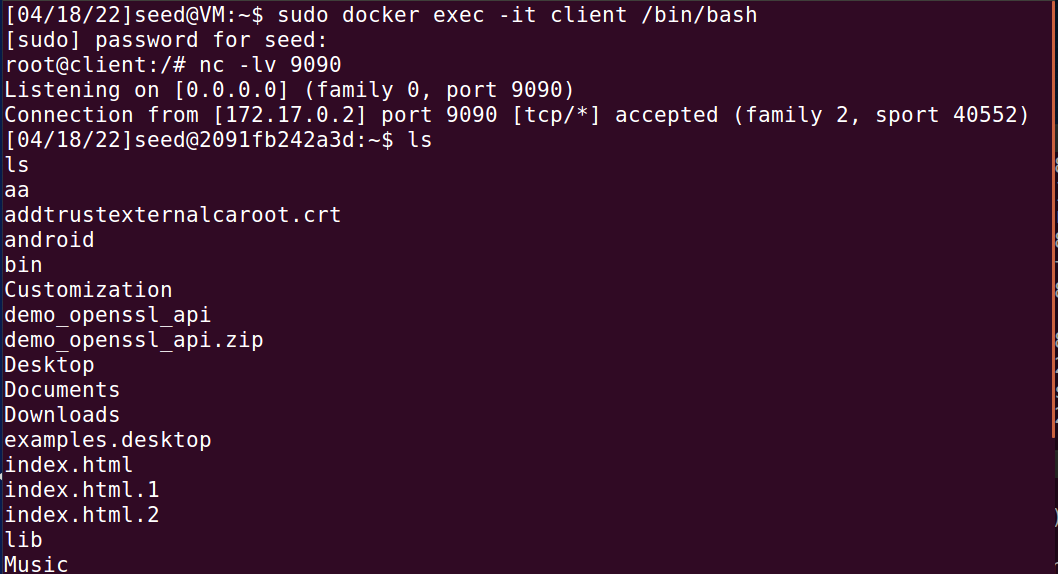 [04/18/22]seed@VM:~$ sudo docker exec -it client /bin/bash
[sudo] password for seed:
root@client:/# nc -lv 9090
Listening on [0.0.0.0] (family 0, port 9090)
Connection from [172.17.0.2] port 9090 [tcp/*] accepted (family 2, sport 40552)
[04/18/22]seed@2091fb242a3d:~$ ls
ls
aa
addtrustexternalcaroot.crt
android
bin
Customization
demo_openssl_api
demo_openssl_api.zip
Desktop
Documents
Downloads
examples.desktop
index.html
index.html.1
index.html.2
lib
Music